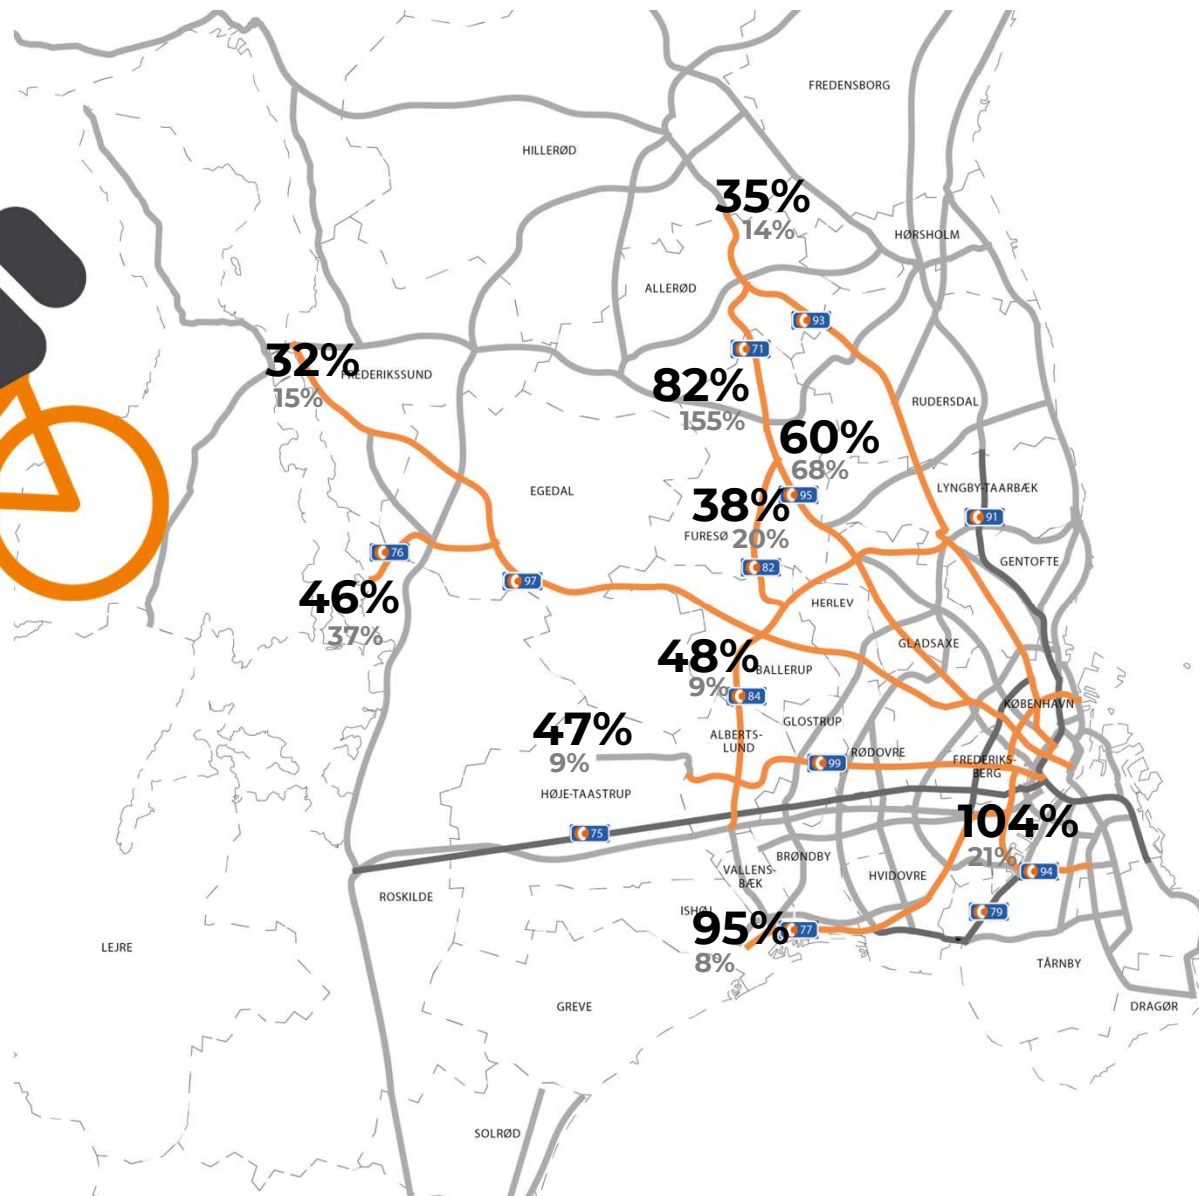 FREDENSBORG
HILLERØD
35%
14%
HØRSHOLM
ALLERØD
93
71
32%
FREDERIKSSUND
15%
82%
155%
RUDERSDAL
60%
68%
EGEDAL
LYNGBY-TAARBÆK
38%
95
FURESØ
20%
91
76
GENTOFTE
82
97
46%
37%
HERLEV
GLADSAXE
48%
BALLERUP
9%
84
KØBENHAVN
GLOSTRUP
47%
9%
ALBERTS-
LUND
RØDOVRE
99
FREDERIKS-
BERG
HØJE-TAASTRUP
75
104%
21%
BRØNDBY
VALLENS-
BÆK
HVIDOVRE
94
ROSKILDE
ISHØJ
79
95%
77
8%
LEJRE
TÅRNBY
GREVE
DRAGØR
SOLRØD